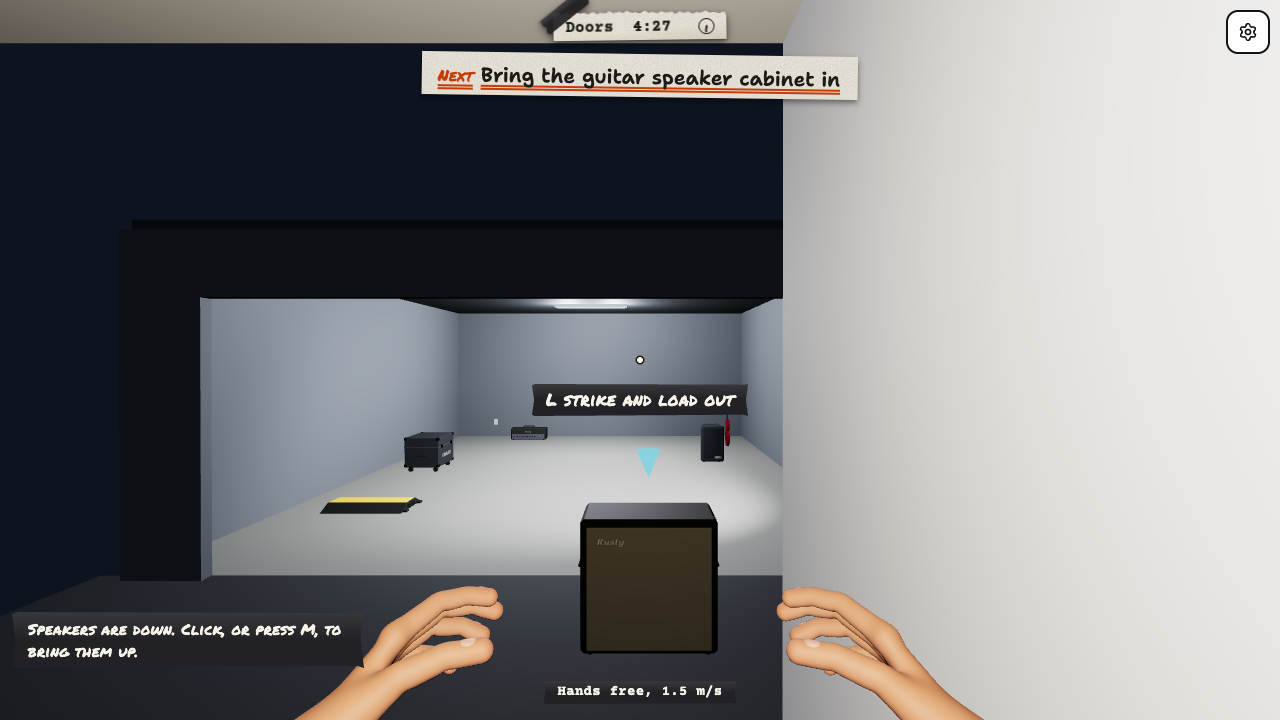 Doors 4:27
NEXT Bring the guitar speaker cabinet in
L STRIKE AND LOAD OUT
Rusty
SPEAKERS ARE DOWN. CLICK, OR PRESS M, TO
BRING THEM UP.
Hands free, 1.5 m/s